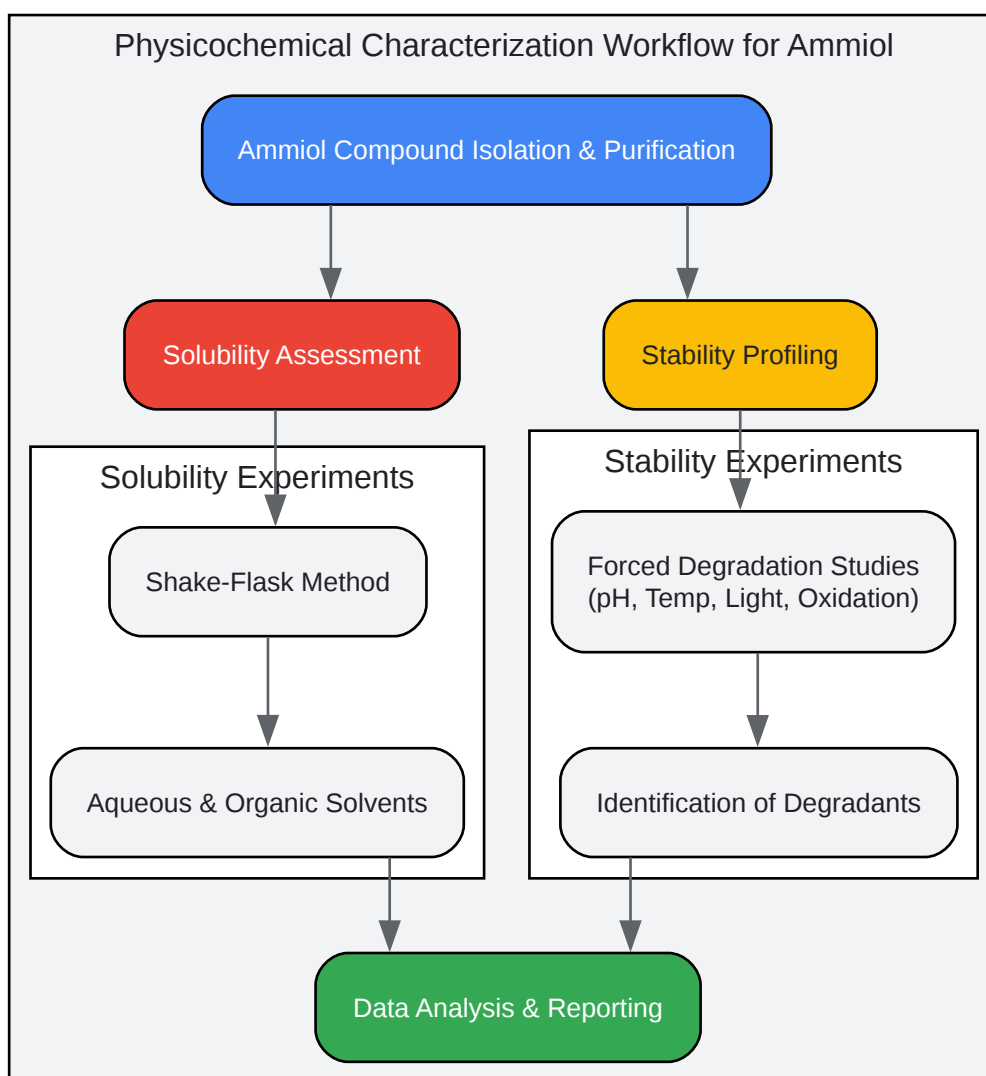 Physicochemical Characterization Workflow for Ammiol
Ammiol Compound Isolation & Purification
Solubility Assessment
Stability Profiling
Solubility Experiments
Stability Experiments
Shake-Flask Method
Forced Degradation Studies
(pH, Temp, Light, Oxidation)
Aqueous & Organic Solvents
Identification of Degradants
Data Analysis & Reporting